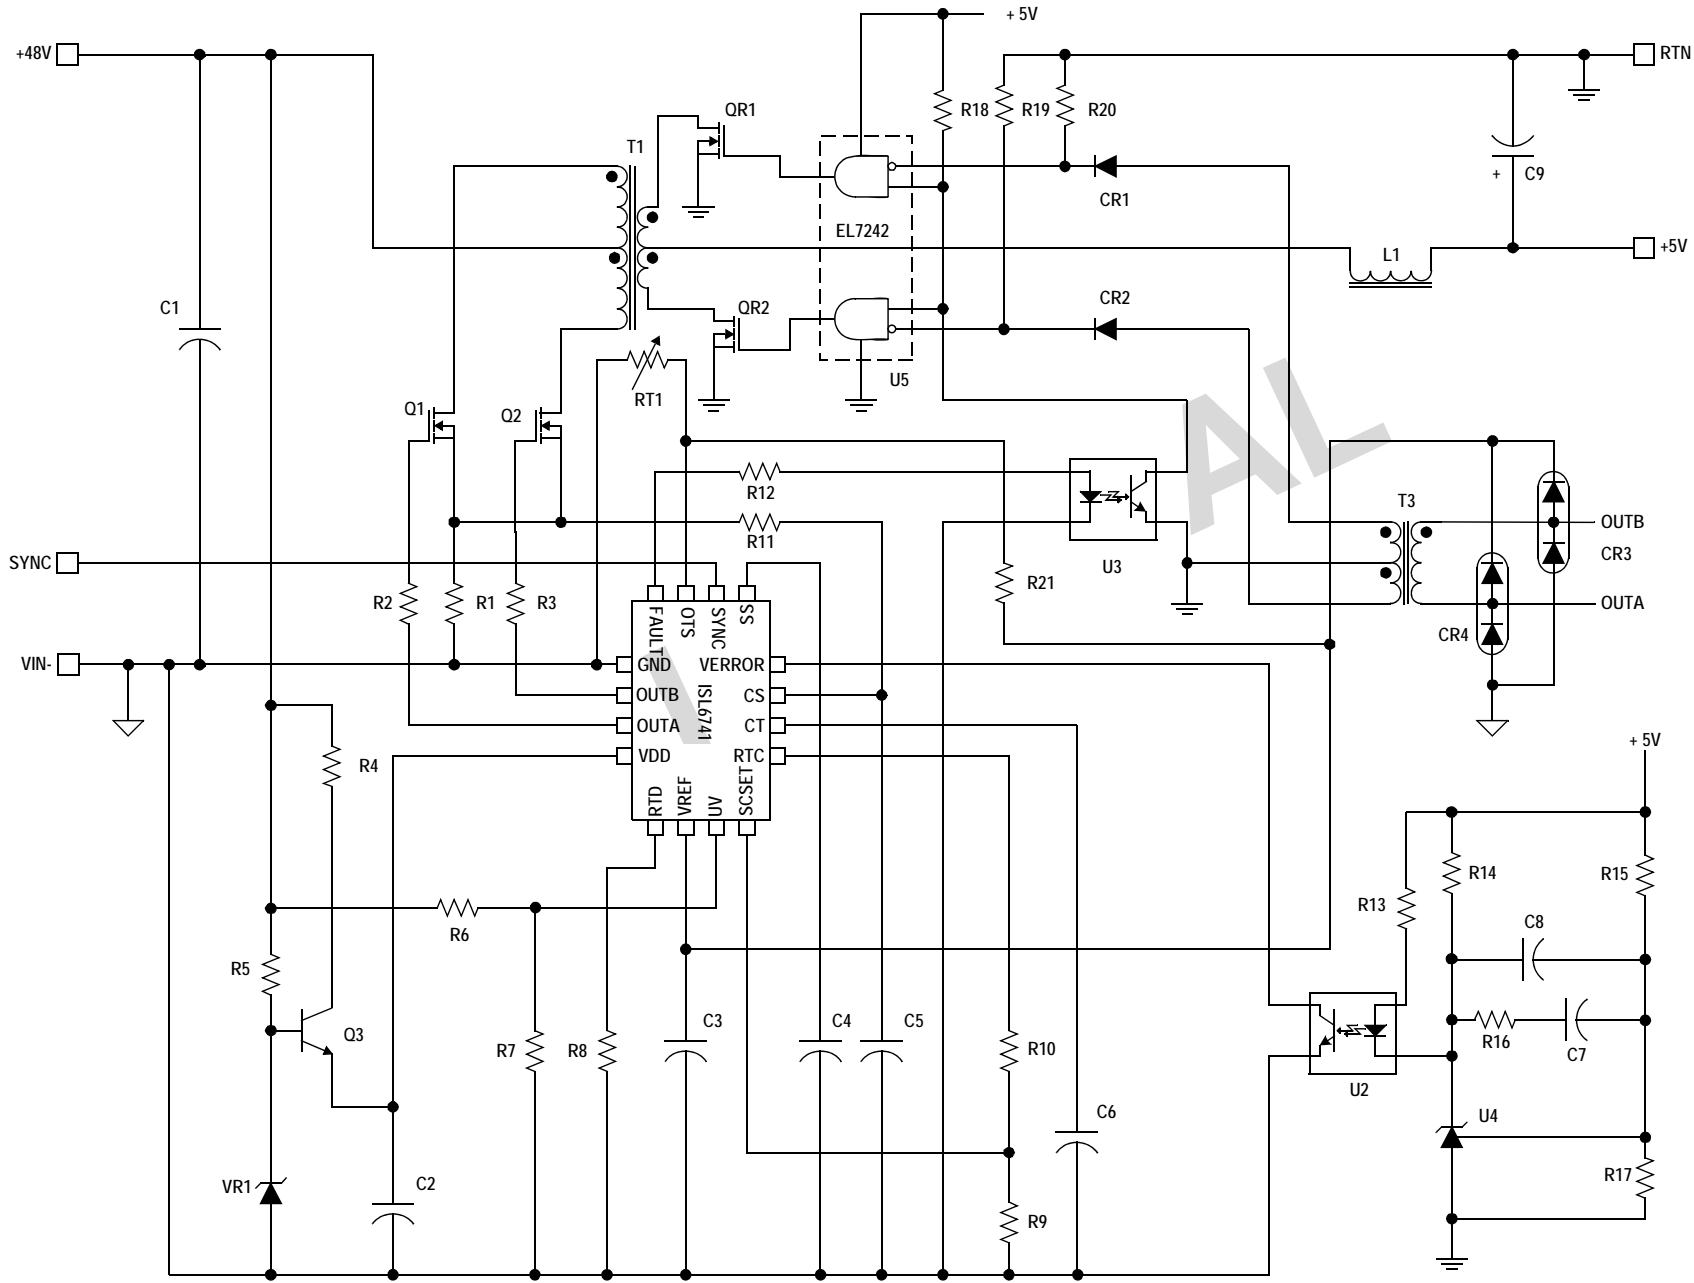 + 5V
+48V
RTN
QR1
R18
R19
R20
T1
CR1
C9
+
EL7242
L1
+5V
C1
QR2
CR2
RT1
U5
AL
Q1
Q2
R12
T3
OUTB
R11
CR3
SYNC
U3
R21
R2
R1
R3
FAULT
OTS
SYNC
SS
OUTA
CR4
VIN-
GND
VERROR
OUTB
CS
ISL6741
OUTA
CT
VDD
RTC
RTD
VREF
UV
SCSET
R4
+ 5V
R14
R15
R13
R6
C8
R5
Q3
C3
C4
C5
R7
R8
R10
R16
C7
U2
C6
U4
VR1
C2
R17
R9